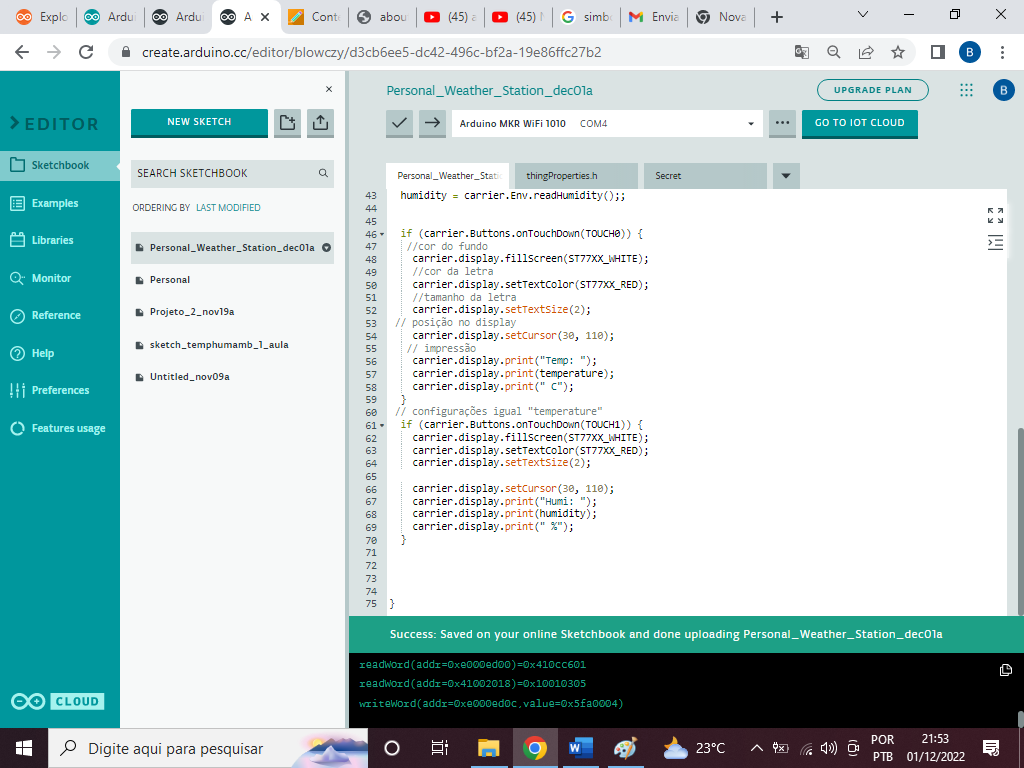 Explo
Ardui
Ardui
A
Conte
about
(45) a
(45) M
simbo
Envia
Nova
create.arduino.cc/editor/blowczy/d3cb6ee5-dc42-496c-bf2a-19e86ffc27b2
B
EDITOR
Sketchbook
Examples
Libraries
Monitor
Reference
Help
Preferences
Features usage
CLOUD
NEW SKETCH
SEARCH SKETCHBOOK
ORDERING BY LAST MODIFIED
Personal_Weather_Station_dec01a
Personal
Projeto_2_nov19a
sketch_temphumamb_1_aula
Untitled_nov09a
Personal_Weather_Station_dec01a
UPGRADE PLAN
B
Arduino MKR WiFi 1010 COM4
GO TO IOT CLOUD
Personal_Weather_Static
thingProperties.h
Secret
43 humidity = carrier.Env.readHumidity();;
44
45
46 if (carrier.Buttons.onTouchDown(TOUCH0)) {
47 //cor do fundo
48 carrier.display.fillScreen(ST77XX_WHITE);
49 //cor da letra
50 carrier.display.setTextColor(ST77XX_RED);
51 //tamanho da letra
52 carrier.display.setTextSize(2);
53 // posição no display
54 carrier.display.setCursor(30, 110);
55 // impressão
56 carrier.display.print("Temp: ");
57 carrier.display.print(temperature);
58 carrier.display.print(" C");
59 }
60 // configurações igual "temperature"
61 if (carrier.Buttons.onTouchDown(TOUCH1)) {
62 carrier.display.fillScreen(ST77XX_WHITE);
63 carrier.display.setTextColor(ST77XX_RED);
64 carrier.display.setTextSize(2);
65
66 carrier.display.setCursor(30, 110);
67 carrier.display.print("Humi: ");
68 carrier.display.print(humidity);
69 carrier.display.print(" %");
70 }
71
72
73
74
75 }
Success: Saved on your online Sketchbook and done uploading Personal_Weather_Station_dec01a
readWord(addr=0xe000ed00)=0x410cc601
readWord(addr=0x41002018)=0x10010305
writeWord(addr=0xe000ed0c,value=0x5fa0004)
Digite aqui para pesquisar
23°C
POR
PTB
21:53
01/12/2022